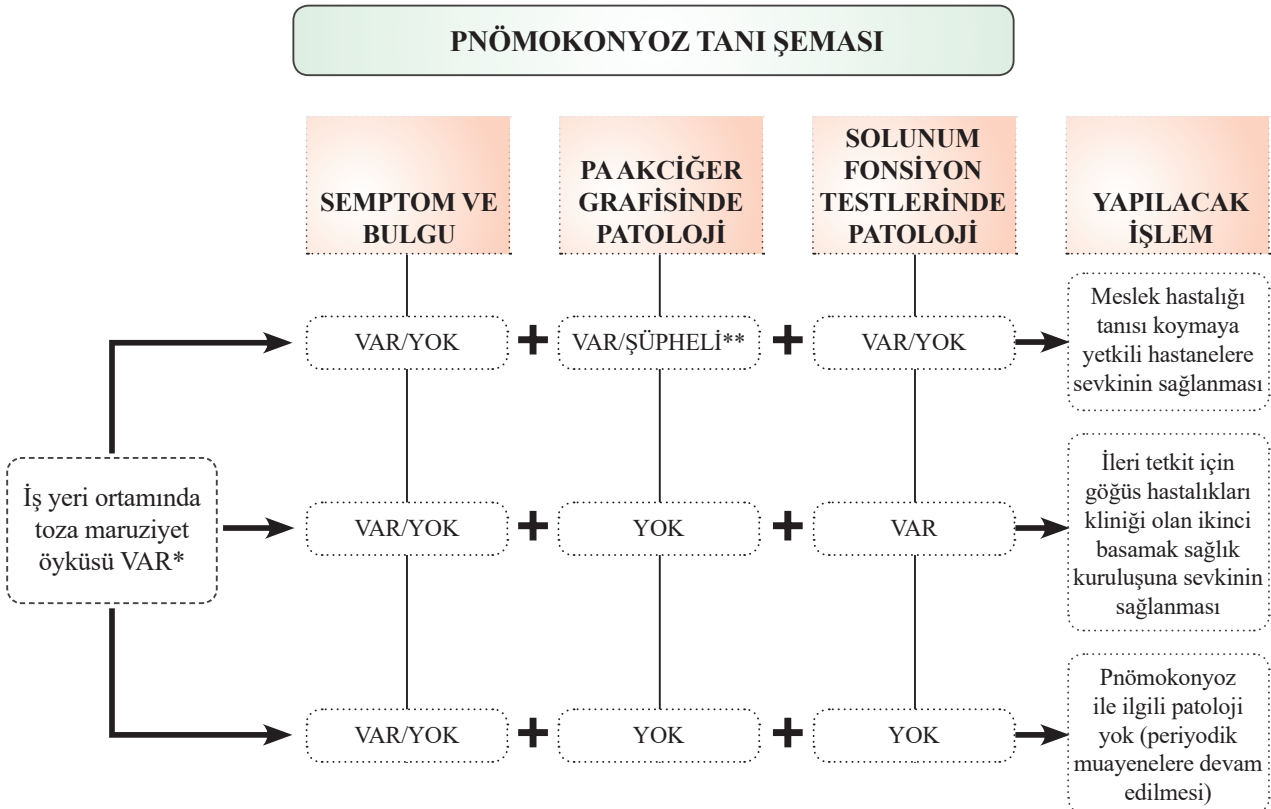 PNÖMOKONYOZ TANI ŞEMASI
SEMPTOM VE
BULGU
PA AKCİĞER
GRAFİSİNDE
PATOLOJİ
SOLUNUM
FONSİYON
TESTLERİNDE
PATOLOJİ
YAPILACAK
İŞLEM
İş yeri ortamında
toza maruziyet
öyküsü VAR*
VAR/YOK
+
VAR/ŞÜPHELİ**
+
VAR/YOK
Meslek hastalığı
tanısı koymaya
yetkili hastanelere
sevkinin sağlanması
VAR/YOK
+
YOK
+
VAR
İleri tetkit için
göğüs hastalıkları
kliniği olan ikinci
basamak sağlık
kuruluşuna sevkinin
sağlanması
VAR/YOK
+
YOK
+
YOK
Pnömokonyoz
ile ilgili patoloji
yok (periyodik
muayenelere devam
edilmesi)